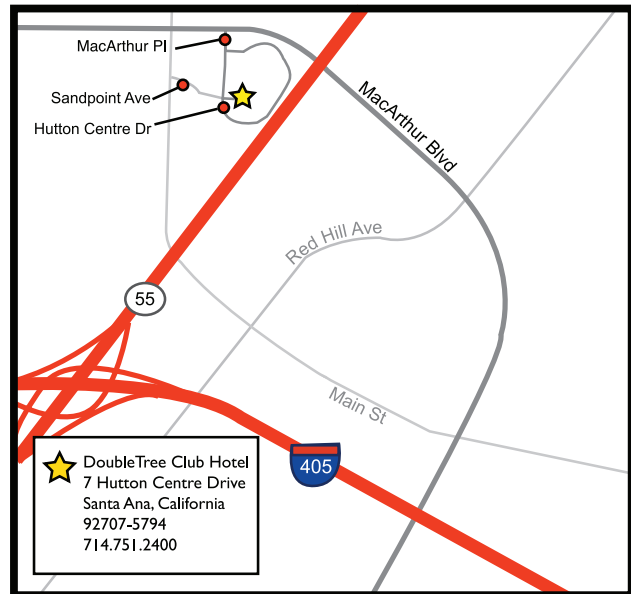 MacArthur Pl
Sandpoint Ave
Hutton Centre Dr
MacArthur Blvd
Red Hill Ave
55
Main St
405
DoubleTree Club Hotel
7 Hutton Centre Drive
Santa Ana, California
92707-5794
714.751.2400